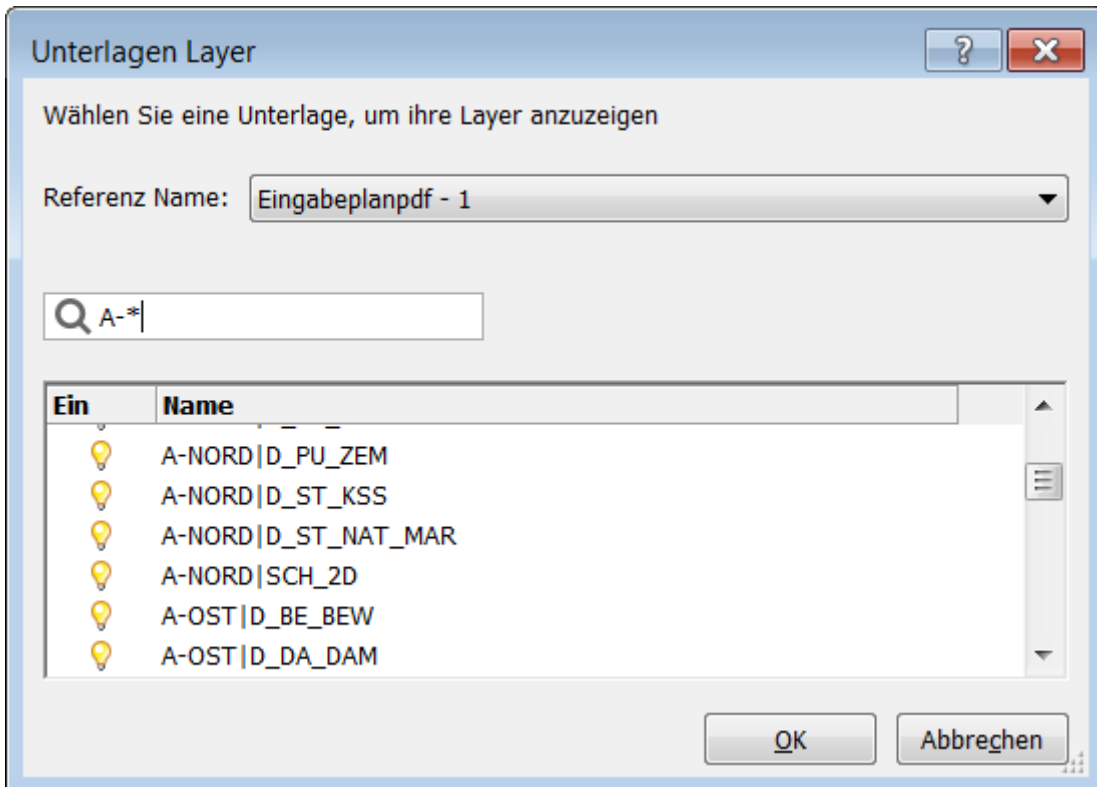 Unterlagen Layer
Wählen Sie eine Unterlage, um ihre Layer anzuzeigen
Referenz Name: Eingabeplanpdf - 1
A-*
Ein Name
A-NORD|D_PU_ZEM
A-NORD|D_ST_KSS
A-NORD|D_ST_NAT_MAR
A-NORD|SCH_2D
A-OST|D_BE_BEW
A-OST|D_DA_DAM
OK Abbrechen